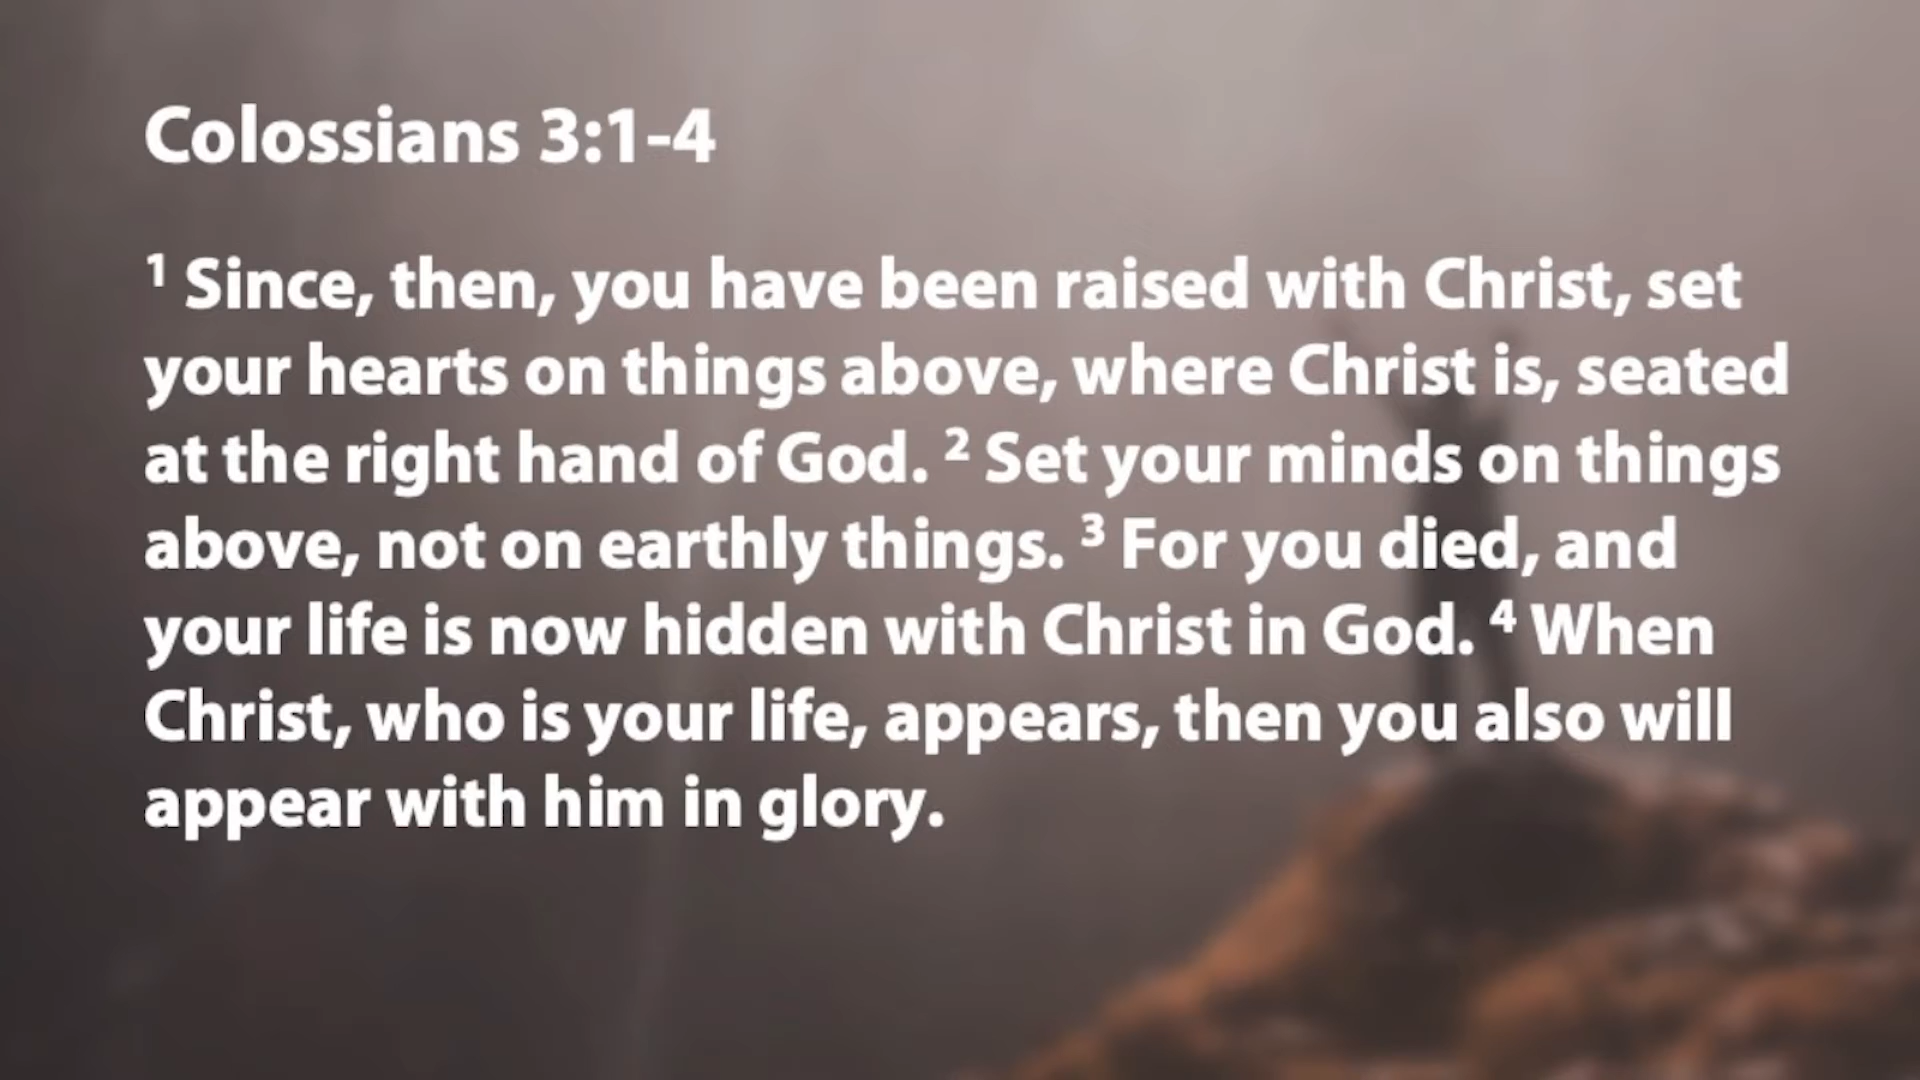 Colossians 3:1-4
¹ Since, then, you have been raised with Christ, set
your hearts on things above, where Christ is, seated
at the right hand of God. ² Set your minds on things
above, not on earthly things. ³ For you died, and
your life is now hidden with Christ in God. ⁴ When
Christ, who is your life, appears, then you also will
appear with him in glory.